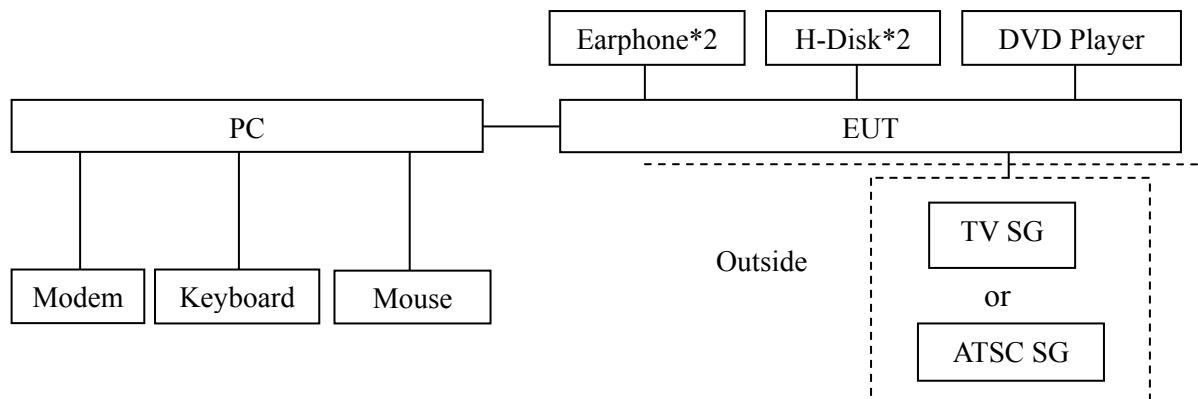 Earphone*2
H-Disk*2
DVD Player
PC
EUT
TV SG
Outside
Modem
Keyboard
Mouse
or
ATSC SG